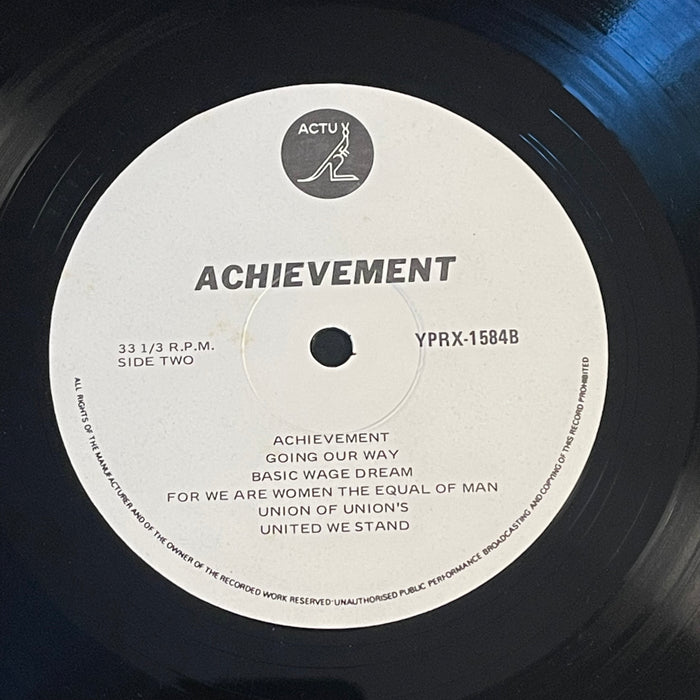 ACTU
ACHIEVEMENT
33 1/3 R.P.M.
SIDE TWO
YPRX-1584B
ACHIEVEMENT
GOING OUR WAY
BASIC WAGE DREAM
FOR WE ARE WOMEN THE EQUAL OF MAN
UNION OF UNION'S
UNITED WE STAND
ALL RIGHTS OF THE MANUFACTURER AND OF THE OWNER OF THE RECORDED WORK RESERVED·UNAUTHORISED PUBLIC PERFORMANCE BROADCASTING AND COPYING OF THIS RECORD PROHIBITED